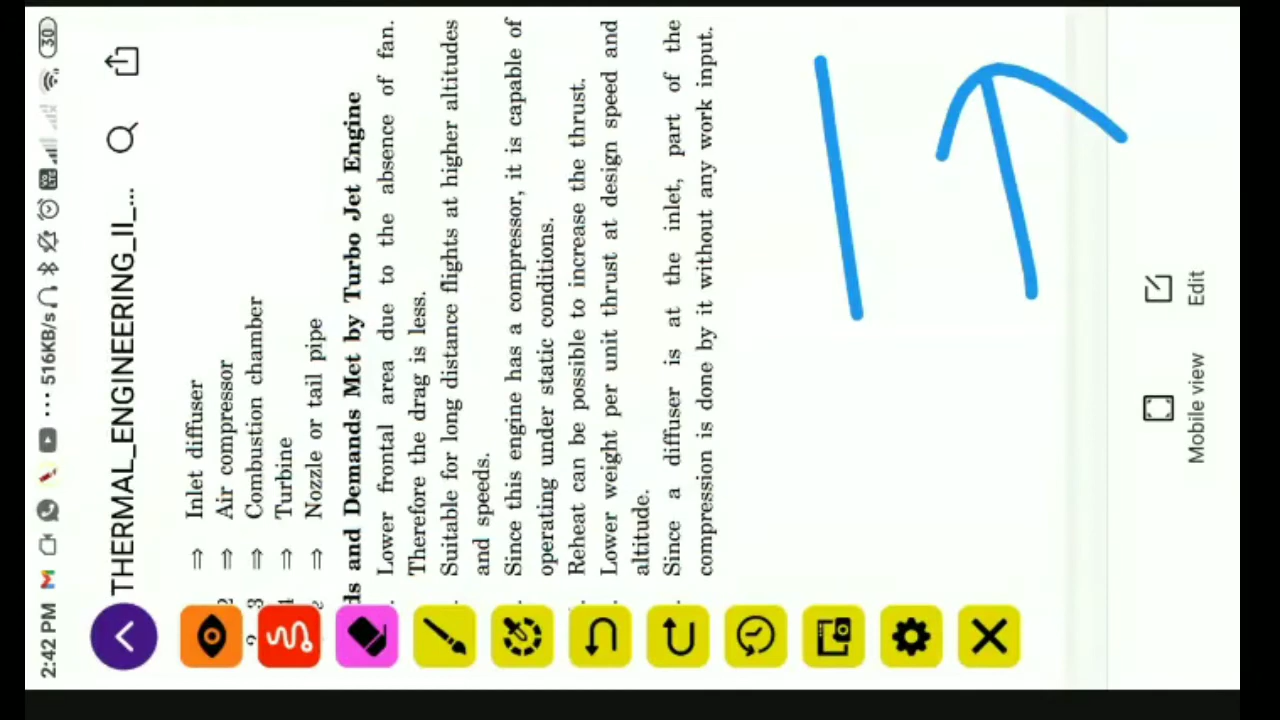 2:42 PM ··· 516KB/s 30
THERMAL_ENGINEERING_II_...
⇒ Inlet diffuser
2 ⇒ Air compressor
3 ⇒ Combustion chamber
⇒ Turbine
⇒ Nozzle or tail pipe
ds and Demands Met by Turbo Jet Engine
. Lower frontal area due to the absence of fan.
Therefore the drag is less.
. Suitable for long distance flights at higher altitudes
and speeds.
. Since this engine has a compressor, it is capable of
operating under static conditions.
. Reheat can be possible to increase the thrust.
. Lower weight per unit thrust at design speed and
altitude.
. Since a diffuser is at the inlet, part of the
compression is done by it without any work input.
Mobile view
Edit